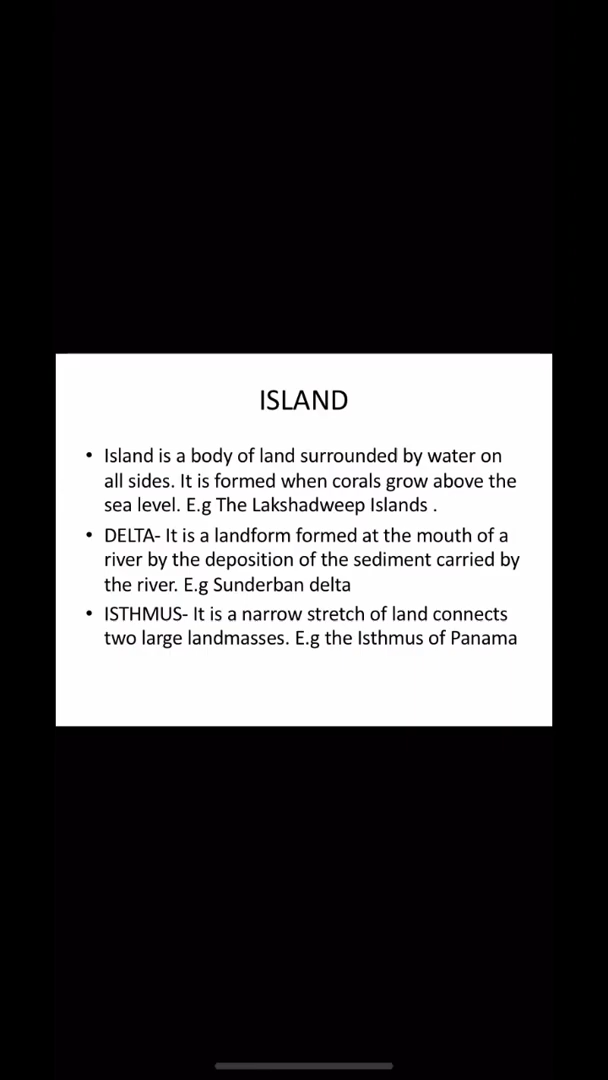 ISLAND
• Island is a body of land surrounded by water on
all sides. It is formed when corals grow above the
sea level. E.g The Lakshadweep Islands .
• DELTA- It is a landform formed at the mouth of a
river by the deposition of the sediment carried by
the river. E.g Sunderban delta
• ISTHMUS- It is a narrow stretch of land connects
two large landmasses. E.g the Isthmus of Panama